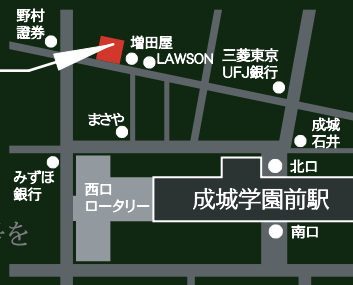 野村
證券
増田屋
LAWSON
三菱東京
UFJ銀行
まさや
成城
石井
みずほ
銀行
西口
ロータリー
北口
成城学園前駅
南口
を